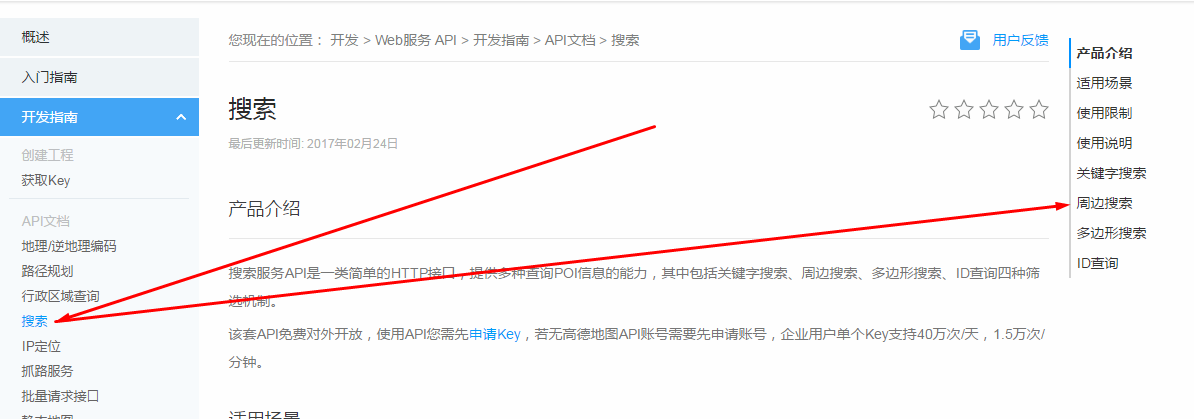 概述
入门指南
开发指南
创建工程
获取Key
API文档
地理/逆地理编码
路径规划
行政区域查询
搜索
IP定位
抓路服务
批量请求接口
静态地图
您现在的位置： 开发 > Web服务 API > 开发指南 > API文档 > 搜索
用户反馈
搜索
最后更新时间: 2017年02月24日
产品介绍
搜索服务API是一类简单的HTTP接口，提供多种查询POI信息的能力，其中包括关键字搜索、周边搜索、多边形搜索、ID查询四种筛
选机制。
该套API免费对外开放，使用API您需先申请Key，若无高德地图API账号需要先申请账号，企业用户单个Key支持40万次/天，1.5万次/
分钟。
适用场景
产品介绍
适用场景
使用限制
使用说明
关键字搜索
周边搜索
多边形搜索
ID查询